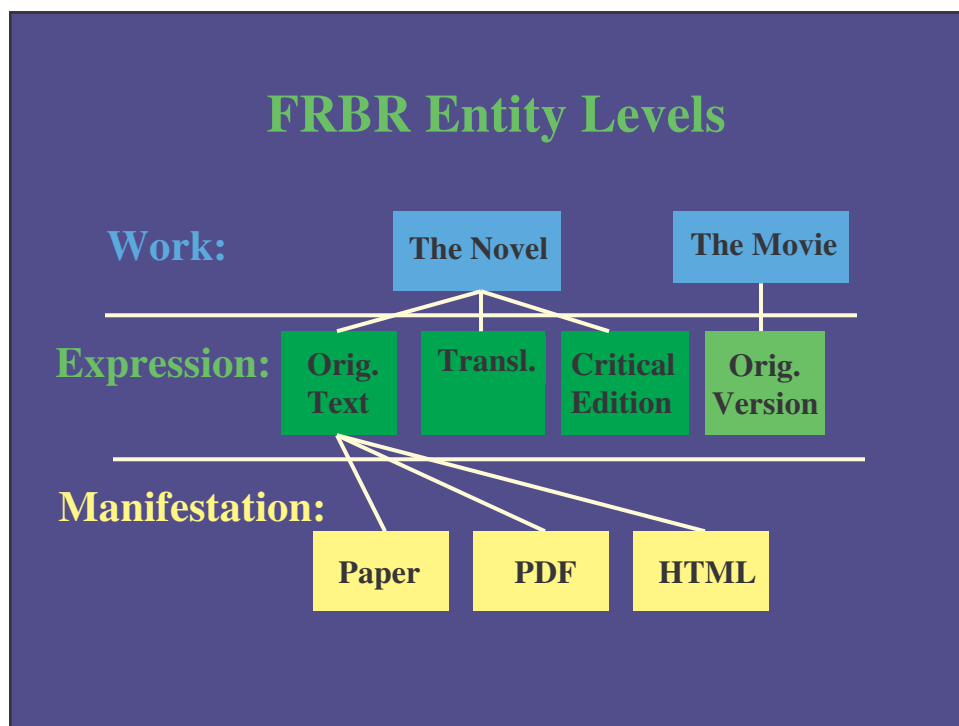 FRBR Entity Levels
Work:
The Novel
The Movie
Expression:
Orig.
Text
Transl.
Critical
Edition
Orig.
Version
Manifestation:
Paper
PDF
HTML